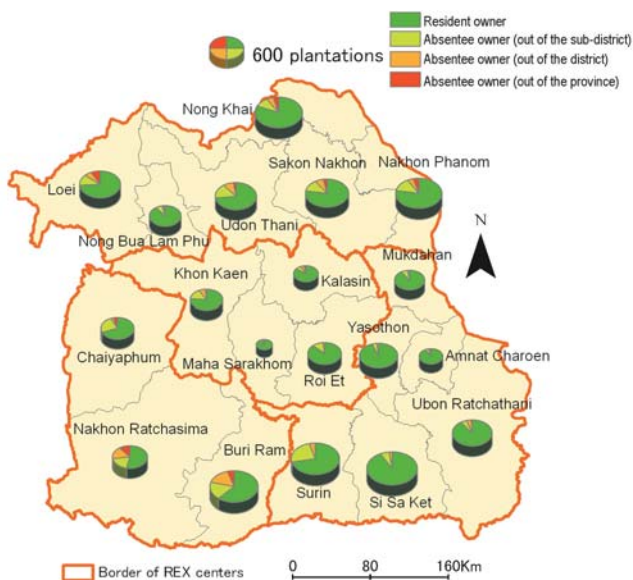 Resident owner
Absentee owner (out of the sub-district)
600 plantations
Absentee owner (out of the district)
Absentee owner (out of the province)
Nong Khai
Sakon Nakhon
Nakhon Phanom
Loei
N
Nong Bua Lam Phu
Udon Thani
Mukdahan
Khon Kaen
Kalasin
Yasothon
Chaiyaphum
Maha Sarakhom
Roi Et
Amnat Charoen
Ubon Ratchathani
Nakhon Ratchasima
Buri Ram
Surin
Si Sa Ket
Border of REX centers
0 80 160Km